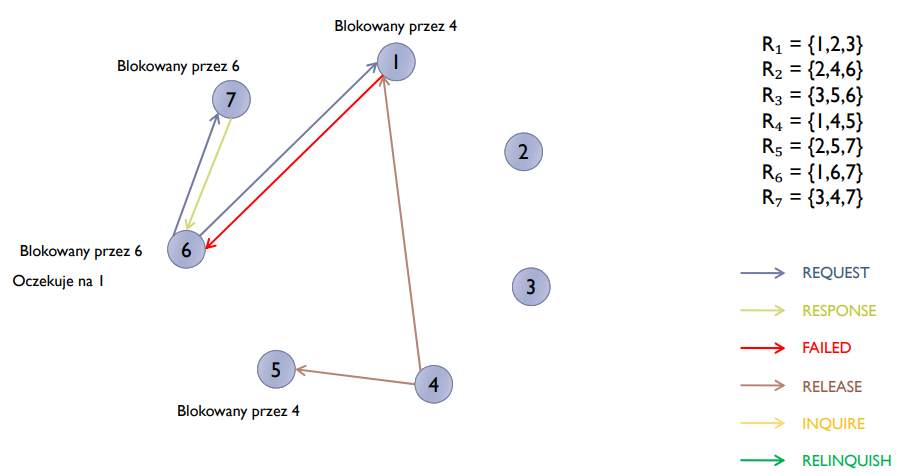 Blokowany przez 4
1
Blokowany przez 6
7
2
Blokowany przez 6
6
Oczekuje na 1
3
5
4
Blokowany przez 4
R₁ = {1,2,3}
R₂ = {2,4,6}
R₃ = {3,5,6}
R₄ = {1,4,5}
R₅ = {2,5,7}
R₆ = {1,6,7}
R₇ = {3,4,7}
REQUEST
RESPONSE
FAILED
RELEASE
INQUIRE
RELINQUISH